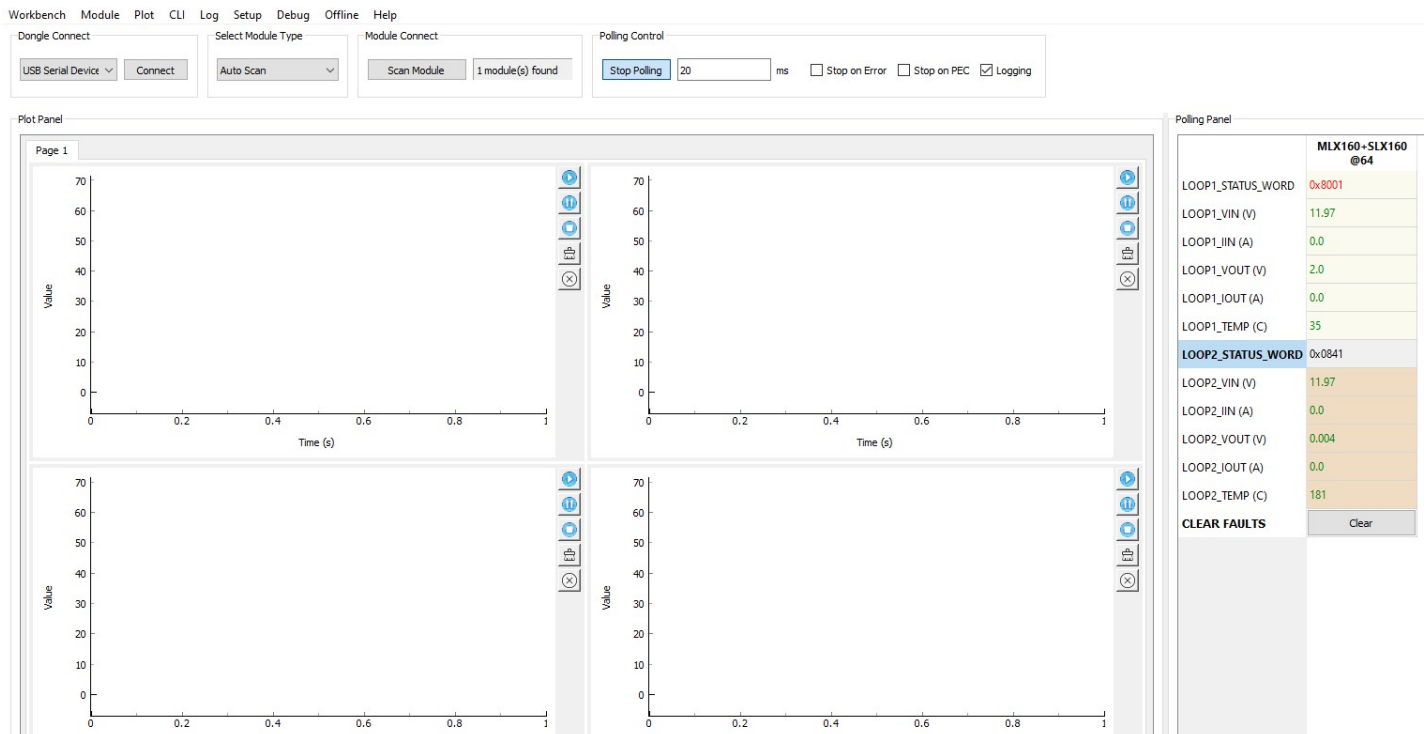 Workbench Module Plot CLI Log Setup Debug Offline Help
Dongle Connect
USB Serial Device Connect
Select Module Type
Auto Scan
Module Connect
Scan Module 1 module(s) found
Polling Control
Stop Polling 20 ms Stop on Error Stop on PEC Logging
Plot Panel
Page 1
70
60
50
40
30
20
10
0
Value
0 0.2 0.4 0.6 0.8 1
Time (s)
70
60
50
40
30
20
10
0
Value
0 0.2 0.4 0.6 0.8 1
Time (s)
70
60
50
40
30
20
10
0
Value
0 0.2 0.4 0.6 0.8 1
70
60
50
40
30
20
10
0
Value
0 0.2 0.4 0.6 0.8 1
Polling Panel
MLX160+SLX160
@64
LOOP1_STATUS_WORD 0x8001
LOOP1_VIN (V) 11.97
LOOP1_IIN (A) 0.0
LOOP1_VOUT (V) 2.0
LOOP1_IOUT (A) 0.0
LOOP1_TEMP (C) 35
LOOP2_STATUS_WORD 0x0841
LOOP2_VIN (V) 11.97
LOOP2_IIN (A) 0.0
LOOP2_VOUT (V) 0.004
LOOP2_IOUT (A) 0.0
LOOP2_TEMP (C) 181
CLEAR FAULTS Clear